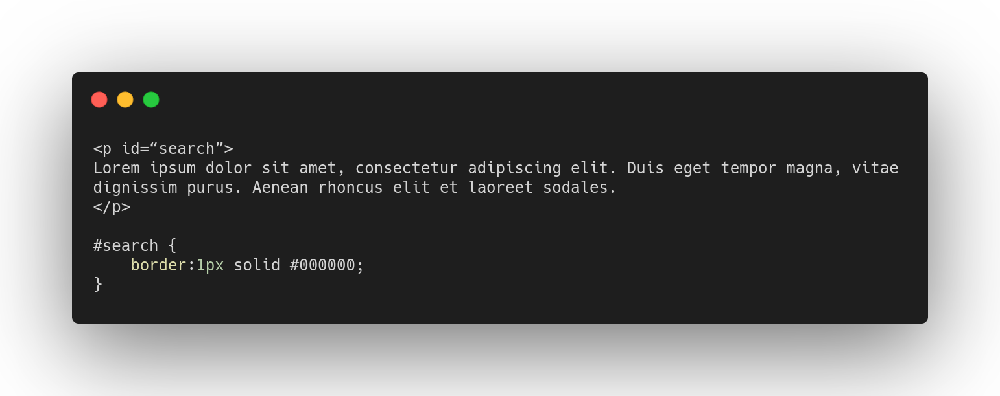 <p id=“search”>
Lorem ipsum dolor sit amet, consectetur adipiscing elit. Duis eget tempor magna, vitae
dignissim purus. Aenean rhoncus elit et laoreet sodales.
</p>

#search {
    border:1px solid #000000;
}